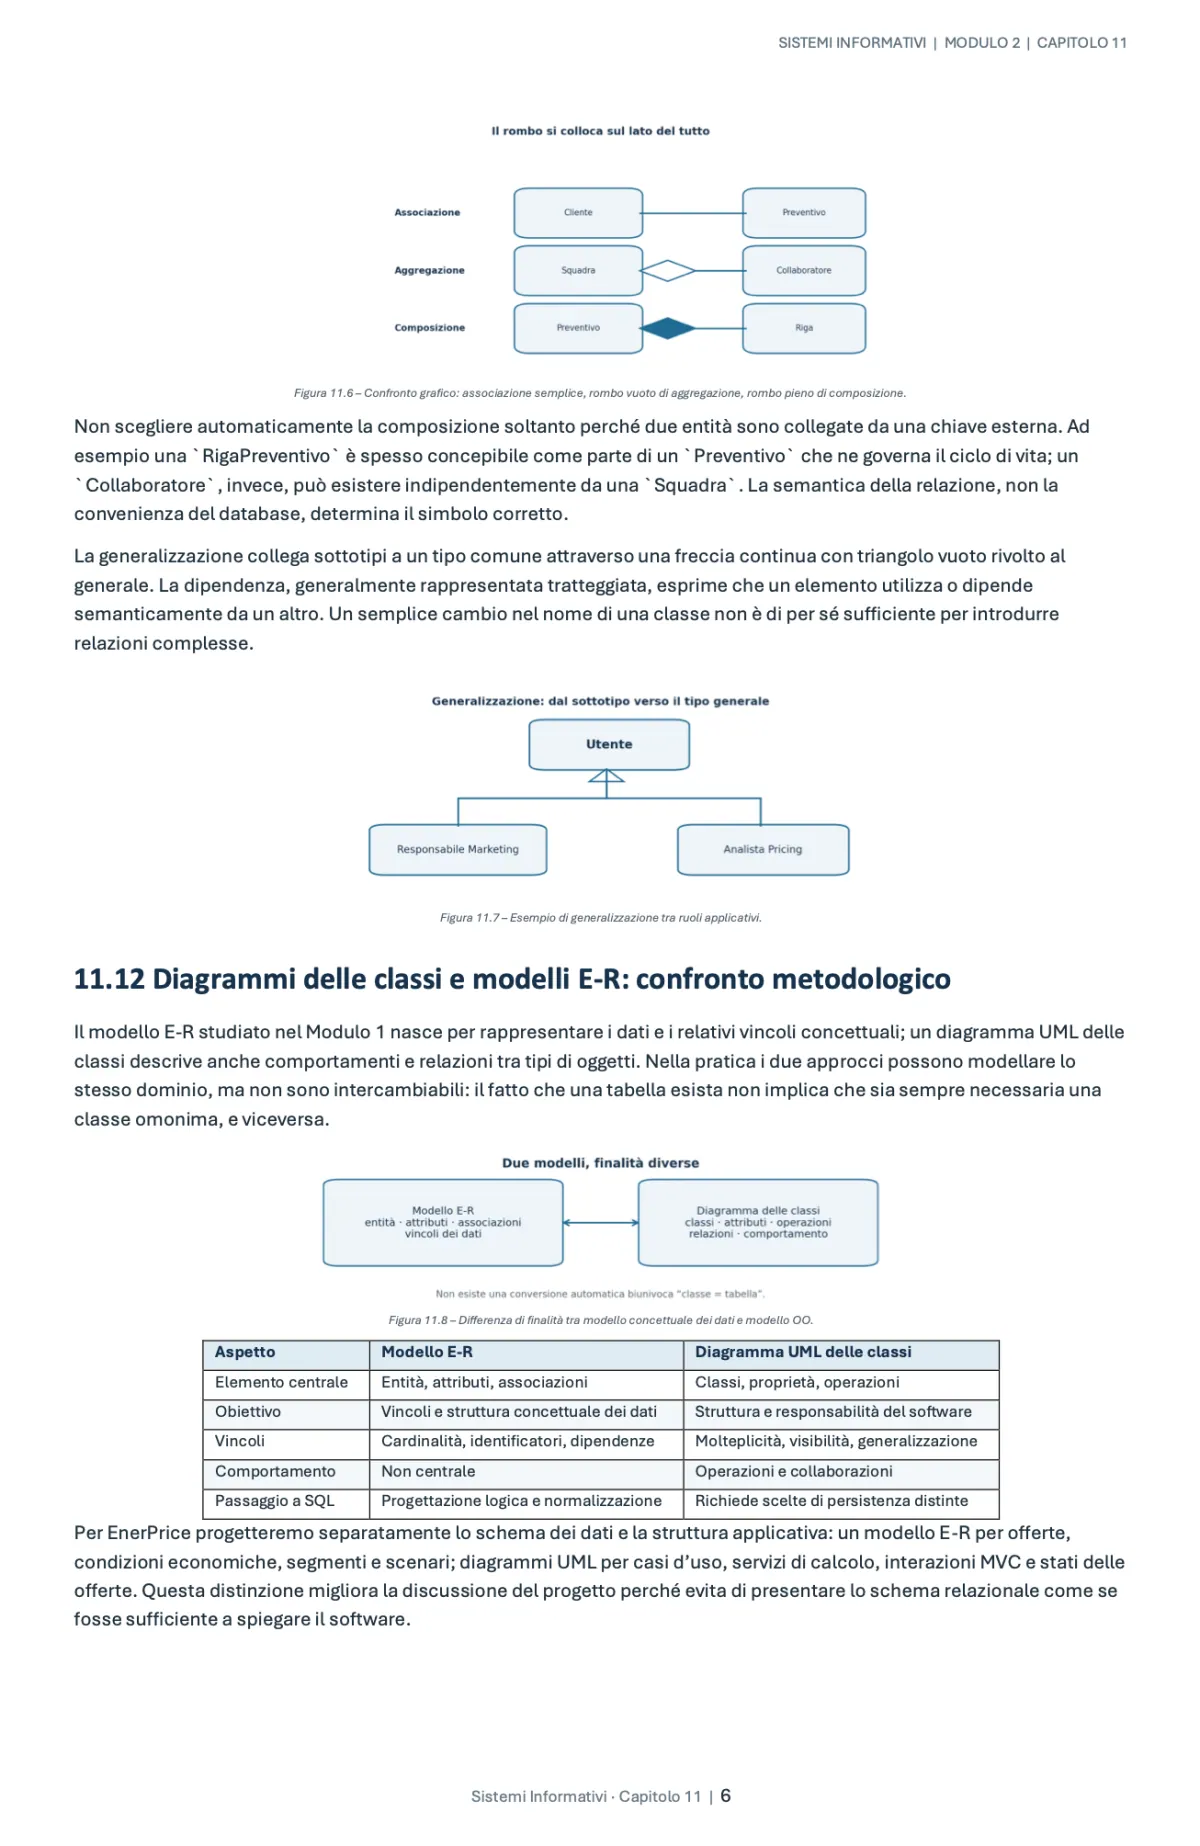 SISTEMI INFORMATIVI | MODULO 2 | CAPITOLO 11
Il rombo si colloca sul lato del tutto
Associazione
Cliente
Preventivo
Aggregazione
Squadra
Collaboratore
Composizione
Preventivo
Riga
Figura 11.6 – Confronto grafico: associazione semplice, rombo vuoto di aggregazione, rombo pieno di composizione.
Non scegliere automaticamente la composizione soltanto perché due entità sono collegate da una chiave esterna. Ad
esempio una `RigaPreventivo` è spesso concepibile come parte di un `Preventivo` che ne governa il ciclo di vita; un
`Collaboratore`, invece, può esistere indipendentemente da una `Squadra`. La semantica della relazione, non la
convenienza del database, determina il simbolo corretto.
La generalizzazione collega sottotipi a un tipo comune attraverso una freccia continua con triangolo vuoto rivolto al
generale. La dipendenza, generalmente rappresentata tratteggiata, esprime che un elemento utilizza o dipende
semanticamente da un altro. Un semplice cambio nel nome di una classe non è di per sé sufficiente per introdurre
relazioni complesse.
Generalizzazione: dal sottotipo verso il tipo generale
Utente
Responsabile Marketing
Analista Pricing
Figura 11.7 – Esempio di generalizzazione tra ruoli applicativi.
11.12 Diagrammi delle classi e modelli E-R: confronto metodologico
Il modello E-R studiato nel Modulo 1 nasce per rappresentare i dati e i relativi vincoli concettuali; un diagramma UML delle
classi descrive anche comportamenti e relazioni tra tipi di oggetti. Nella pratica i due approcci possono modellare lo
stesso dominio, ma non sono intercambiabili: il fatto che una tabella esista non implica che sia sempre necessaria una
classe omonima, e viceversa.
Due modelli, finalità diverse
Modello E-R
entità · attributi · associazioni
vincoli dei dati
Diagramma delle classi
classi · attributi · operazioni
relazioni · comportamento
Non esiste una conversione automatica biunivoca "classe = tabella".
Figura 11.8 – Differenza di finalità tra modello concettuale dei dati e modello OO.
Aspetto Modello E-R Diagramma UML delle classi
Elemento centrale Entità, attributi, associazioni Classi, proprietà, operazioni
Obiettivo Vincoli e struttura concettuale dei dati Struttura e responsabilità del software
Vincoli Cardinalità, identificatori, dipendenze Molteplicità, visibilità, generalizzazione
Comportamento Non centrale Operazioni e collaborazioni
Passaggio a SQL Progettazione logica e normalizzazione Richiede scelte di persistenza distinte
Per EnerPrice progetteremo separatamente lo schema dei dati e la struttura applicativa: un modello E-R per offerte,
condizioni economiche, segmenti e scenari; diagrammi UML per casi d’uso, servizi di calcolo, interazioni MVC e stati delle
offerte. Questa distinzione migliora la discussione del progetto perché evita di presentare lo schema relazionale come se
fosse sufficiente a spiegare il software.
Sistemi Informativi · Capitolo 11 | 6